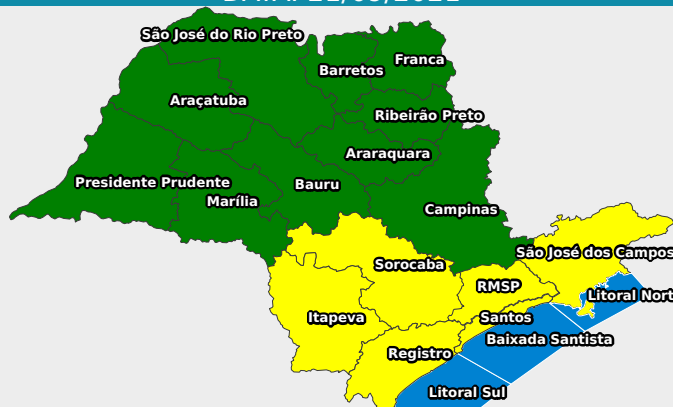 São José do Rio Preto
Franca
Barretos
Araçatuba
Ribeirão Preto
Araraquara
Presidente Prudente
Bauru
Marília
Campinas
São José dos Campos
Sorocaba
RMSP
Litoral Nort
Itapeva
Santos
Baixada Santista
Registro
Litoral Sul